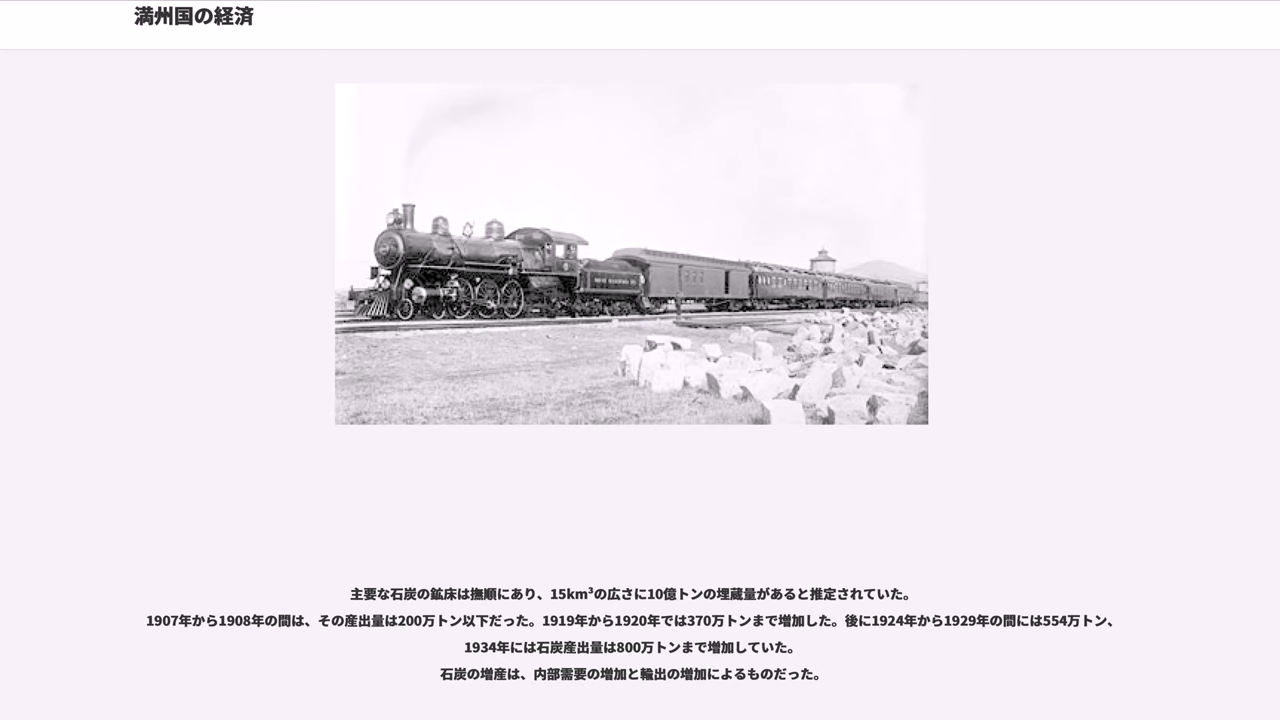 満州国の経済
主要な石炭の鉱床は撫順にあり、15km³の広さに10億トンの埋蔵量があると推定されていた。
1907年から1908年の間は、その産出量は200万トン以下だった。1919年から1920年では370万トンまで増加した。後に1924年から1929年の間には554万トン、
1934年には石炭産出量は800万トンまで増加していた。
石炭の増産は、内部需要の増加と輸出の増加によるものだった。